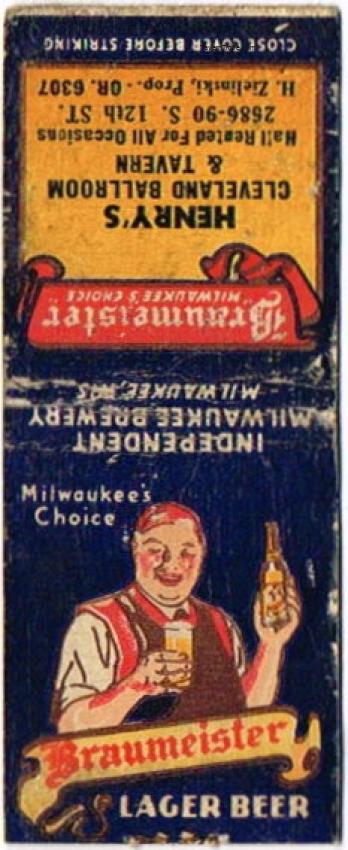 CLOSE COVER BEFORE STRIKING
"Braumeister"
"MILWAUKEE'S CHOICE"
HENRY'S
CLEVELAND BALLROOM
& TAVERN
Hall Rented For All Occasions
2686-90 S. 12th ST.
H. Zielinski, Prop. - OR. 6307
INDEPENDENT
MILWAUKEE BREWERY
MILWAUKEE, WIS
Milwaukee's
Choice
Braumeister
LAGER BEER